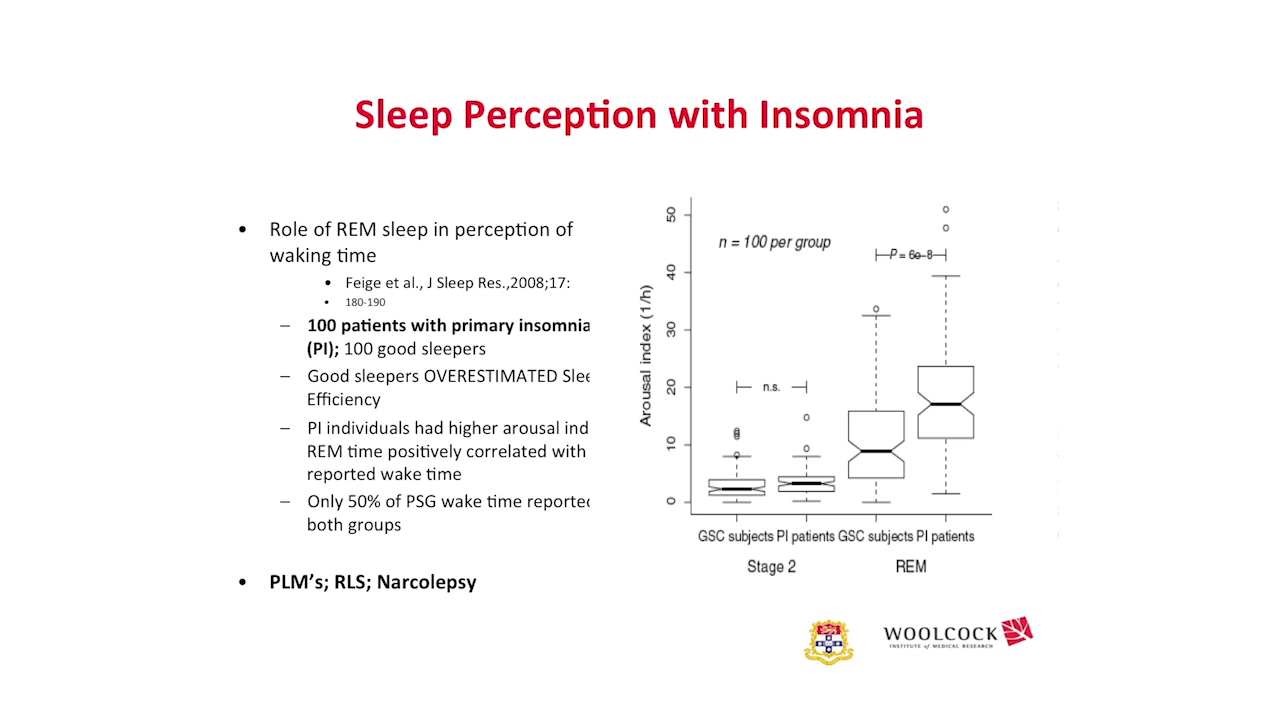 Sleep Perception with Insomnia
• Role of REM sleep in perception of
waking time
• Feige et al., J Sleep Res.,2008;17:
• 180-190
– 100 patients with primary insomnia
(PI); 100 good sleepers
– Good sleepers OVERESTIMATED Slee
Efficiency
– PI individuals had higher arousal ind
REM time positively correlated with
reported wake time
– Only 50% of PSG wake time reported
both groups
• PLM's; RLS; Narcolepsy
Arousal index (1/h)
50
40
30
20
10
0
n = 100 per group
P = 6e-8
n.s.
GSC subjects PI patients GSC subjects PI patients
Stage 2 REM
WOOLCOCK
INSTITUTE of MEDICAL RESEARCH